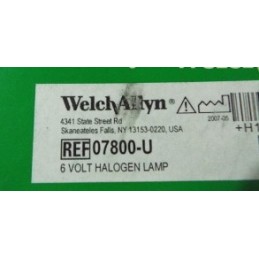 WelchAllyn®
4341 State Street Rd
Skaneateles Falls, NY 13153-0220, USA
2007-05
+H1
REF 07800-U
6 VOLT HALOGEN LAMP